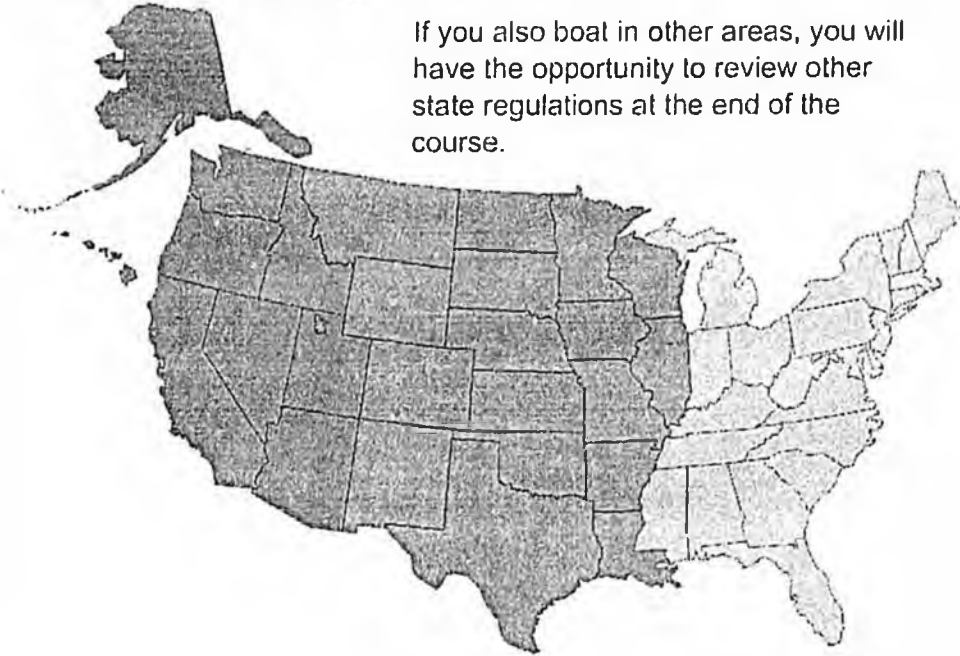 If you also boat in other areas, you will
have the opportunity to review other
state regulations at the end of the
course.